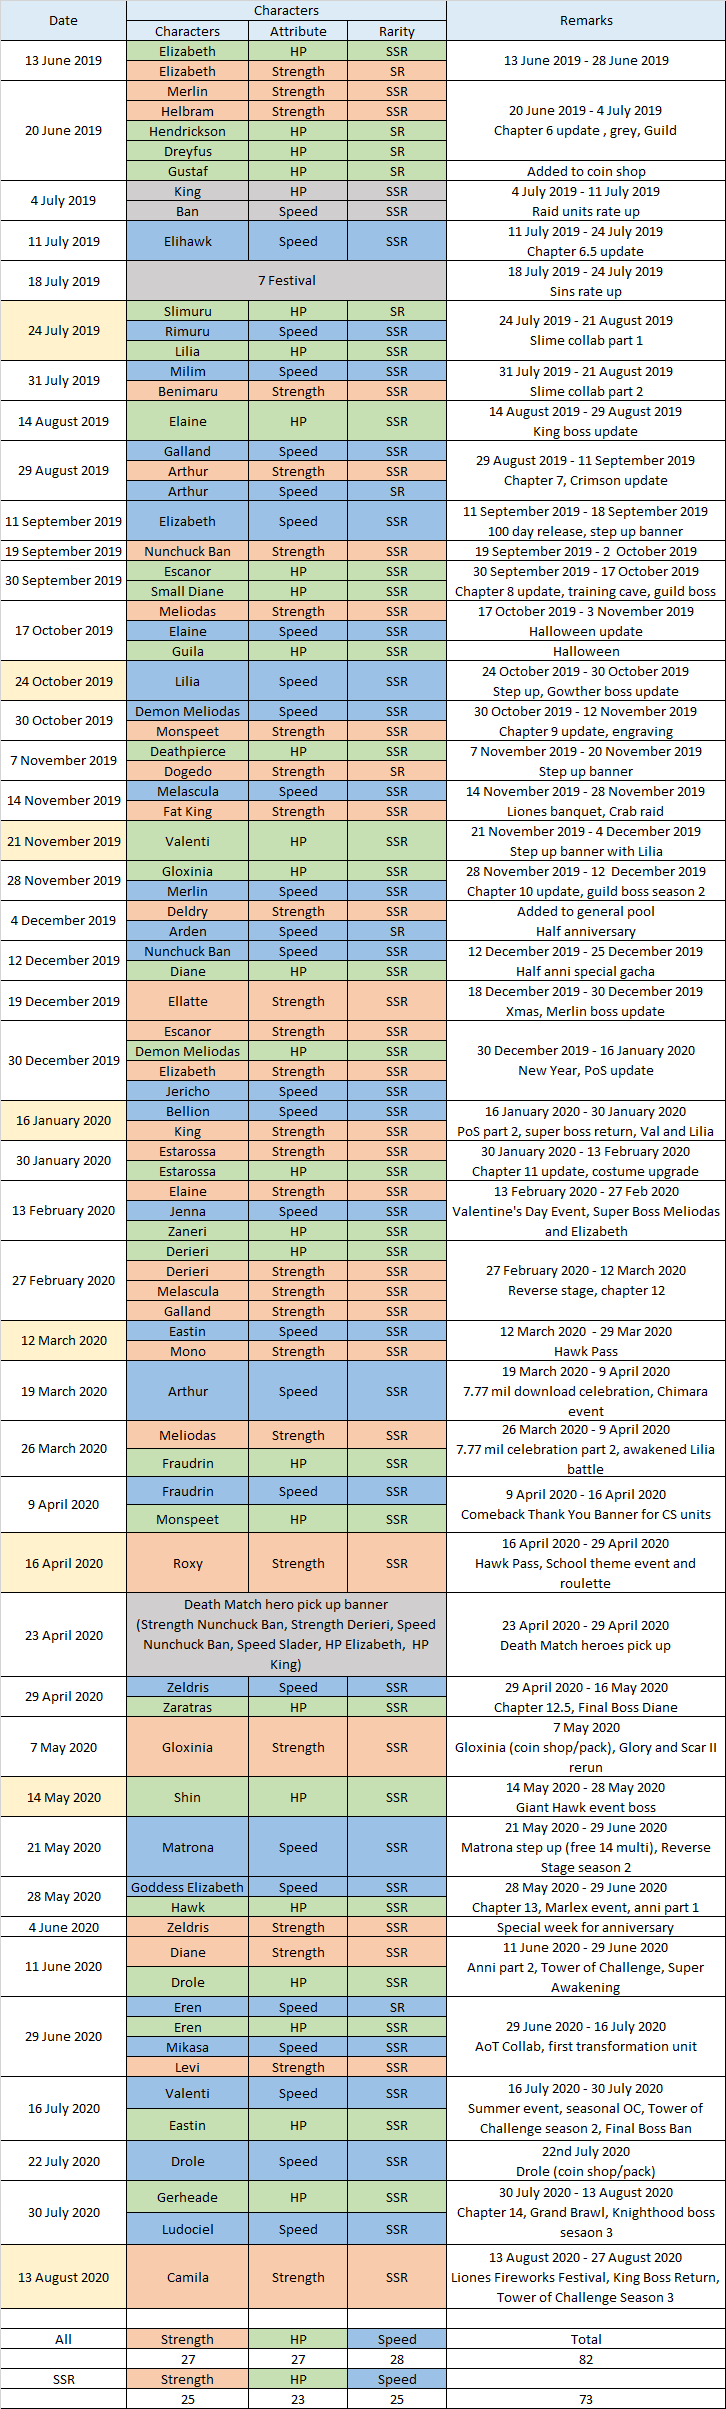 Date Characters Remarks
Characters Attribute Rarity
13 June 2019
Elizabeth HP SSR
Elizabeth Strength SR
13 June 2019 - 28 June 2019
20 June 2019
Merlin Strength SSR
Helbram Strength SSR
Hendrickson HP SR
Dreyfus HP SR
20 June 2019 - 4 July 2019
Chapter 6 update , grey, Guild
Gustaf HP SR
Added to coin shop
4 July 2019
King HP SSR
Ban Speed SSR
4 July 2019 - 11 July 2019
Raid units rate up
11 July 2019
Elihawk Speed SSR
11 July 2019 - 24 July 2019
Chapter 6.5 update
18 July 2019
7 Festival
18 July 2019 - 24 July 2019
Sins rate up
24 July 2019
Slimuru HP SR
Rimuru Speed SSR
Lilia HP SSR
24 July 2019 - 21 August 2019
Slime collab part 1
31 July 2019
Milim Speed SSR
Benimaru Strength SSR
31 July 2019 - 21 August 2019
Slime collab part 2
14 August 2019
Elaine HP SSR
14 August 2019 - 29 August 2019
King boss update
29 August 2019
Galland Speed SSR
Arthur Strength SSR
Arthur Speed SR
29 August 2019 - 11 September 2019
Chapter 7, Crimson update
11 September 2019
Elizabeth Speed SSR
11 September 2019 - 18 September 2019
100 day release, step up banner
19 September 2019
Nunchuck Ban Strength SSR
19 September 2019 - 2 October 2019
30 September 2019
Escanor HP SSR
Small Diane HP SSR
30 September 2019 - 17 October 2019
Chapter 8 update, training cave, guild boss
17 October 2019
Meliodas Strength SSR
Elaine Speed SSR
17 October 2019 - 3 November 2019
Halloween update
Guila HP SSR
Halloween
24 October 2019
Lilia Speed SSR
24 October 2019 - 30 October 2019
Step up, Gowther boss update
30 October 2019
Demon Meliodas Speed SSR
Monspeet Strength SSR
30 October 2019 - 12 November 2019
Chapter 9 update, engraving
7 November 2019
Deathpierce HP SSR
Dogedo Strength SR
7 November 2019 - 20 November 2019
Step up banner
14 November 2019
Melascula Speed SSR
Fat King Strength SSR
14 November 2019 - 28 November 2019
Liones banquet, Crab raid
21 November 2019
Valenti HP SSR
21 November 2019 - 4 December 2019
Step up banner with Lilia
28 November 2019
Gloxinia HP SSR
Merlin Speed SSR
28 November 2019 - 12 December 2019
Chapter 10 update, guild boss season 2
4 December 2019
Deldry Strength SSR
Arden Speed SR
Added to general pool
Half anniversary
12 December 2019
Nunchuck Ban Speed SSR
Diane HP SSR
12 December 2019 - 25 December 2019
Half anni special gacha
19 December 2019
Ellatte Strength SSR
18 December 2019 - 30 December 2019
Xmas, Merlin boss update
30 December 2019
Escanor Strength SSR
Demon Meliodas HP SSR
Elizabeth Strength SSR
Jericho Speed SSR
30 December 2019 - 16 January 2020
New Year, PoS update
16 January 2020
Bellion Speed SSR
King Strength SSR
16 January 2020 - 30 January 2020
PoS part 2, super boss return, Val and Lilia
30 January 2020
Estarossa Strength SSR
Estarossa HP SSR
30 January 2020 - 13 February 2020
Chapter 11 update, costume upgrade
13 February 2020
Elaine Strength SSR
Jenna Speed SSR
Zaneri HP SSR
13 February 2020 - 27 Feb 2020
Valentine's Day Event, Super Boss Meliodas
and Elizabeth
27 February 2020
Derieri HP SSR
Derieri Strength SSR
Melascula Strength SSR
Galland Strength SSR
27 February 2020 - 12 March 2020
Reverse stage, chapter 12
12 March 2020
Eastin Speed SSR
Mono Strength SSR
12 March 2020 - 29 Mar 2020
Hawk Pass
19 March 2020
Arthur Speed SSR
19 March 2020 - 9 April 2020
7.77 mil download celebration, Chimara
event
26 March 2020
Meliodas Strength SSR
Fraudrin HP SSR
26 March 2020 - 9 April 2020
7.77 mil celebration part 2, awakened Lilia
battle
9 April 2020
Fraudrin Speed SSR
Monspeet HP SSR
9 April 2020 - 16 April 2020
Comeback Thank You Banner for CS units
16 April 2020
Roxy Strength SSR
16 April 2020 - 29 April 2020
Hawk Pass, School theme event and
roulette
23 April 2020
Death Match hero pick up banner
(Strength Nunchuck Ban, Strength Derieri, Speed
Nunchuck Ban, Speed Slader, HP Elizabeth, HP
King)
23 April 2020 - 29 April 2020
Death Match heroes pick up
29 April 2020
Zeldris Speed SSR
Zaratras HP SSR
29 April 2020 - 16 May 2020
Chapter 12.5, Final Boss Diane
7 May 2020
Gloxinia Strength SSR
7 May 2020
Gloxinia (coin shop/pack), Glory and Scar II
rerun
14 May 2020
Shin HP SSR
14 May 2020 - 28 May 2020
Giant Hawk event boss
21 May 2020
Matrona Speed SSR
21 May 2020 - 29 June 2020
Matrona step up (free 14 multi), Reverse
Stage season 2
28 May 2020
Goddess Elizabeth Speed SSR
Hawk HP SSR
28 May 2020 - 29 June 2020
Chapter 13, Marlex event, anni part 1
4 June 2020
Zeldris Strength SSR
Special week for anniversary
11 June 2020
Diane Strength SSR
Drole HP SSR
11 June 2020 - 29 June 2020
Anni part 2, Tower of Challenge, Super
Awakening
29 June 2020
Eren Speed SR
Eren HP SSR
Mikasa Speed SSR
Levi Strength SSR
29 June 2020 - 16 July 2020
AoT Collab, first transformation unit
16 July 2020
Valenti Speed SSR
Eastin HP SSR
16 July 2020 - 30 July 2020
Summer event, seasonal OC, Tower of
Challenge season 2, Final Boss Ban
22 July 2020
Drole Speed SSR
22nd July 2020
Drole (coin shop/pack)
30 July 2020
Gerheade HP SSR
Ludociel Speed SSR
30 July 2020 - 13 August 2020
Chapter 14, Grand Brawl, Knighthood boss
sesaon 3
13 August 2020
Camila Strength SSR
13 August 2020 - 27 August 2020
Liones Fireworks Festival, King Boss Return,
Tower of Challenge Season 3
All Strength HP Speed Total
27 27 28 82
SSR Strength HP Speed
25 23 25 73